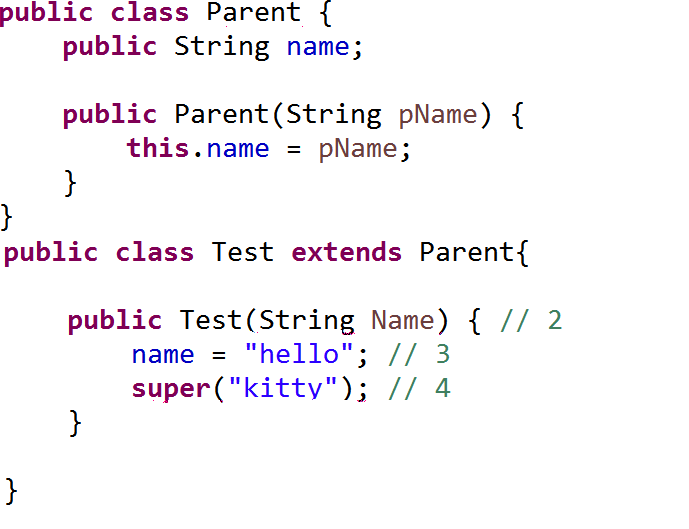 public class Parent {
public String name;
public Parent(String pName) {
this.name = pName;
}
}
public class Test extends Parent{
public Test(String Name) { // 2
name = "hello"; // 3
super("kitty"); // 4
}
}